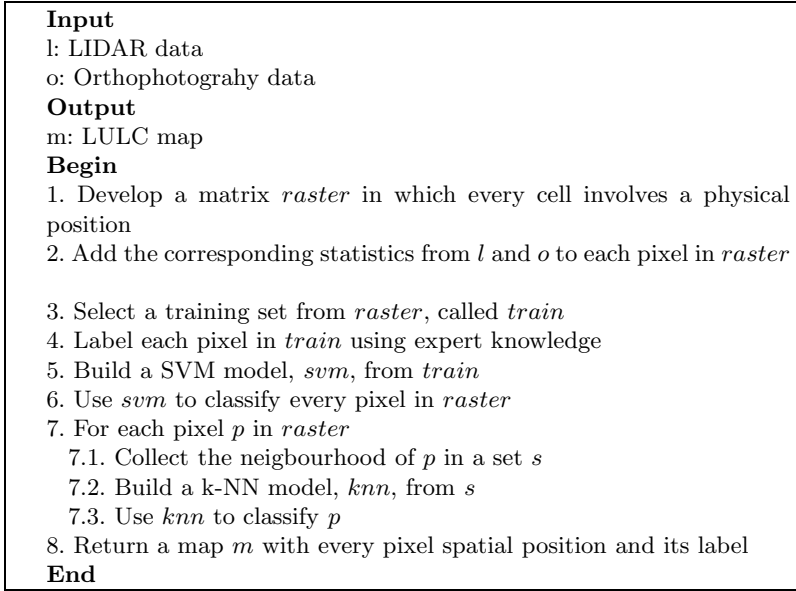 Input
l: LIDAR data
o: Orthophotograhy data
Output
m: LULC map
Begin
1. Develop a matrix raster in which every cell involves a physical
position
2. Add the corresponding statistics from l and o to each pixel in raster
3. Select a training set from raster, called train
4. Label each pixel in train using expert knowledge
5. Build a SVM model, svm, from train
6. Use svm to classify every pixel in raster
7. For each pixel p in raster
7.1. Collect the neigbourhood of p in a set s
7.2. Build a k-NN model, knn, from s
7.3. Use knn to classify p
8. Return a map m with every pixel spatial position and its label
End